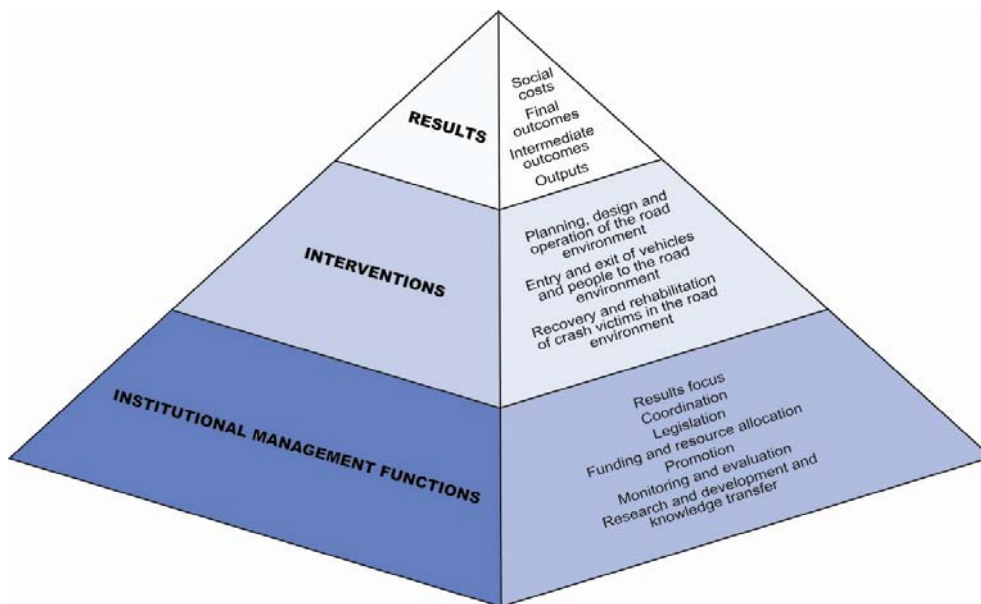 RESULTS
Social
costs
Final
outcomes
Intermediate
outcomes
Outputs
INTERVENTIONS
Planning, design and
operation of the road
environment
Entry and exit of vehicles
and people to the road
environment
Recovery and rehabilitation
of crash victims in the road
environment
INSTITUTIONAL MANAGEMENT FUNCTIONS
Results focus
Coordination
Legislation
Funding and resource allocation
Promotion
Monitoring and evaluation
Research and development and
knowledge transfer